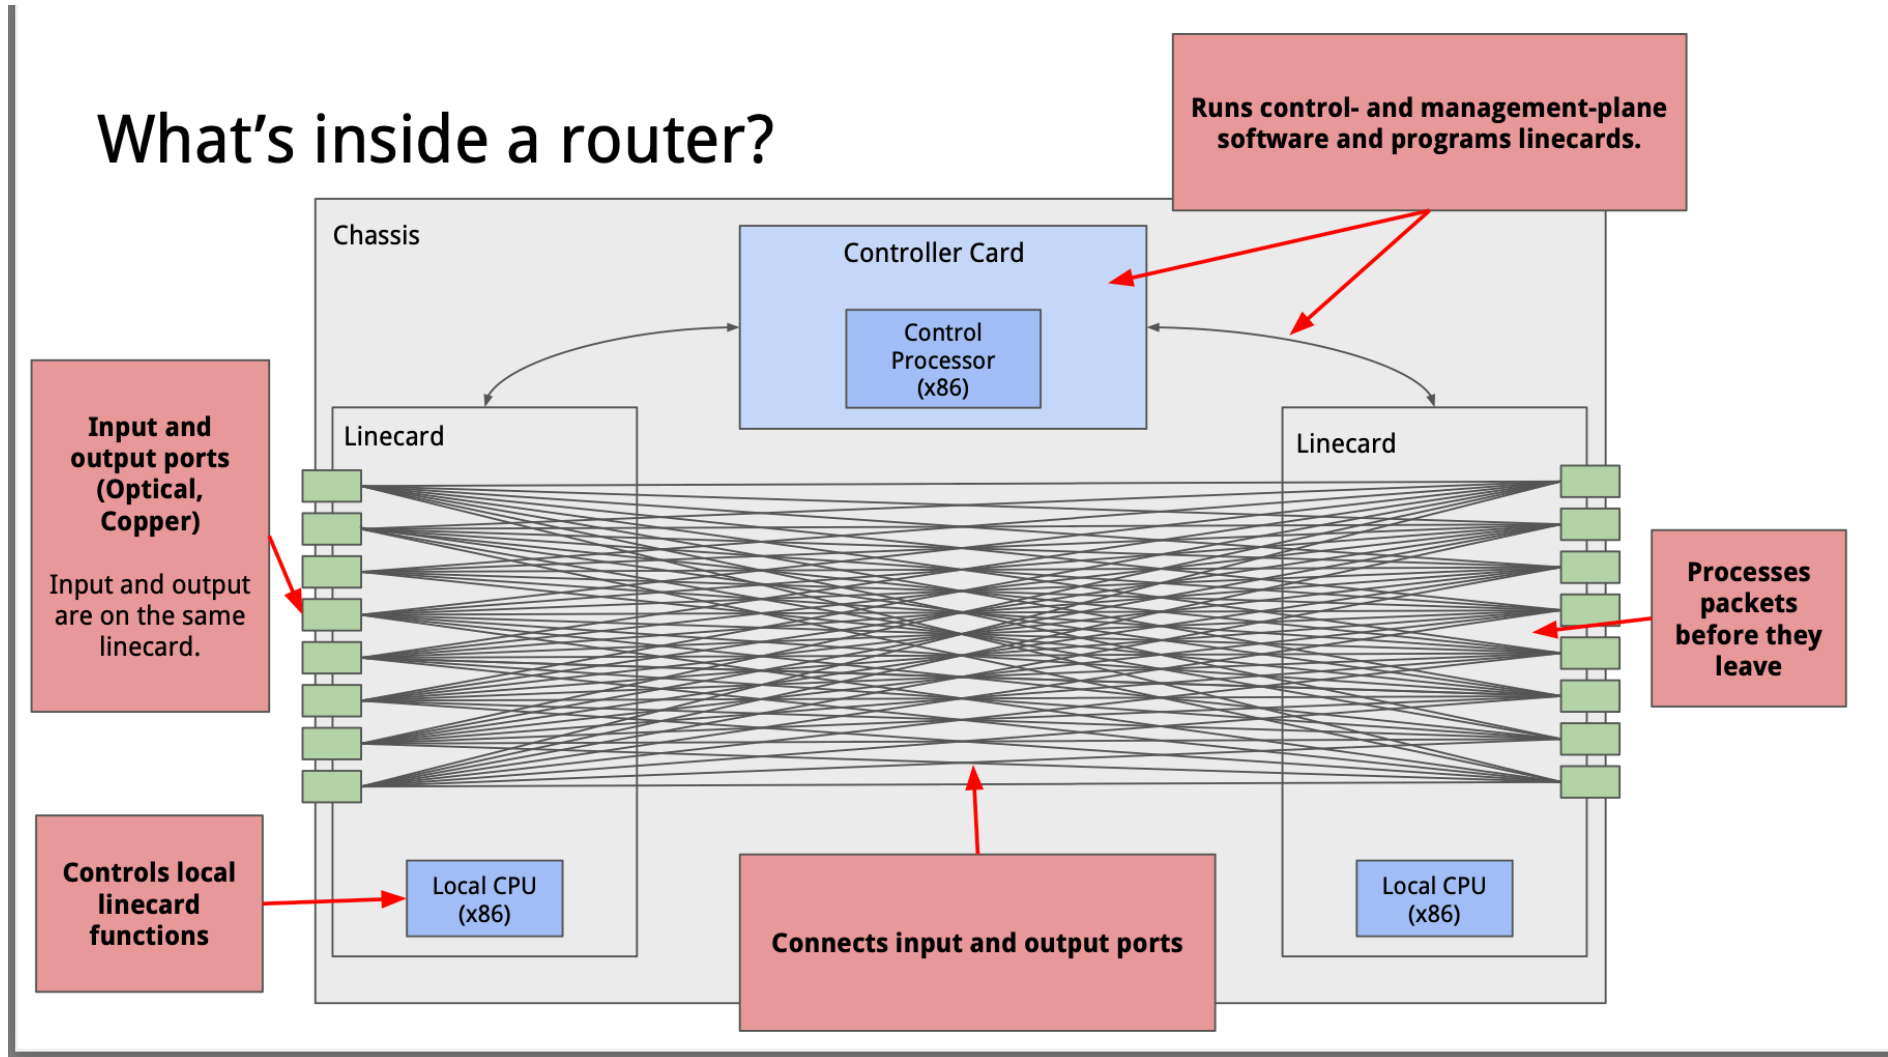 What's inside a router?
Runs control- and management-plane
software and programs linecards.
Chassis
Controller Card
Control
Processor
(x86)
Input and
output ports
(Optical,
Copper)
Input and output
are on the same
linecard.
Linecard
Linecard
Processes
packets
before they
leave
Controls local
linecard
functions
Local CPU
(x86)
Connects input and output ports
Local CPU
(x86)